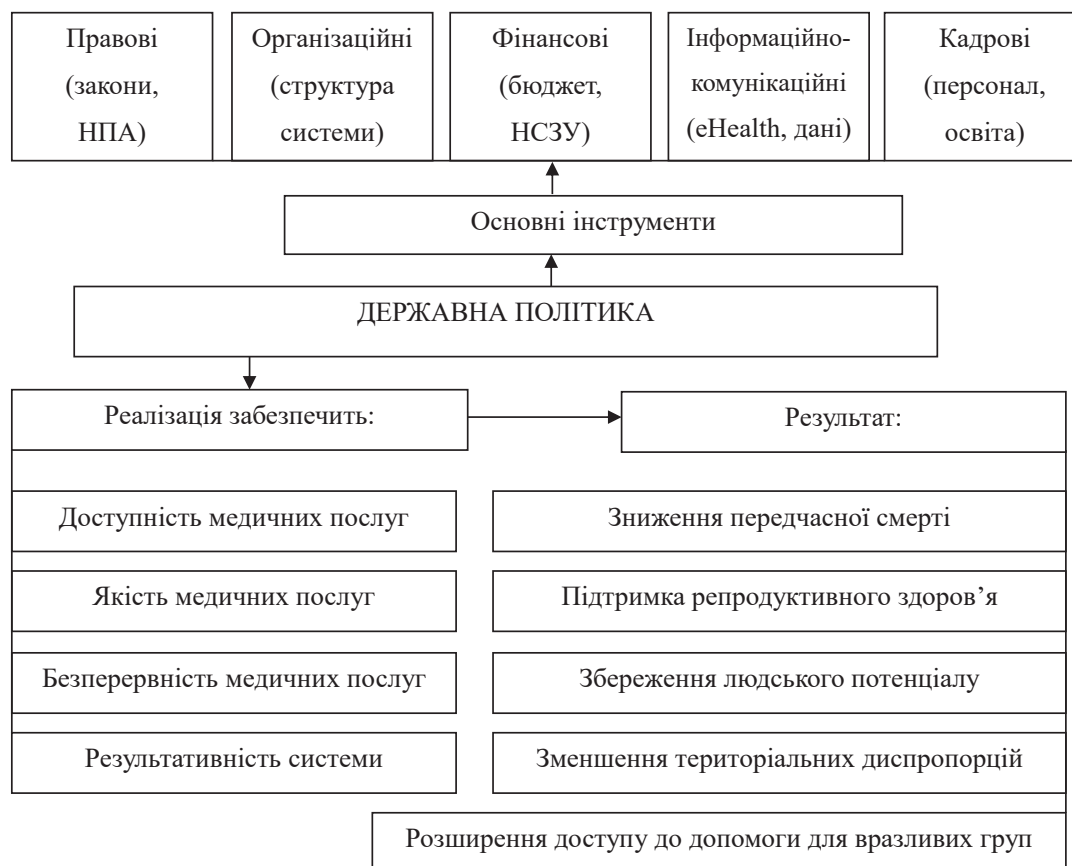 Правові
(закони,
НПА)
Організаційні
(структура
системи)
Фінансові
(бюджет,
НСЗУ)
Інформаційно-
комунікаційні
(eHealth, дані)
Кадрові
(персонал,
освіта)
Основні інструменти
ДЕРЖАВНА ПОЛІТИКА
Реалізація забезпечить:
Результат:
Доступність медичних послуг
Зниження передчасної смерті
Якість медичних послуг
Підтримка репродуктивного здоров’я
Безперервність медичних послуг
Збереження людського потенціалу
Результативність системи
Зменшення територіальних диспропорцій
Розширення доступу до допомоги для вразливих груп